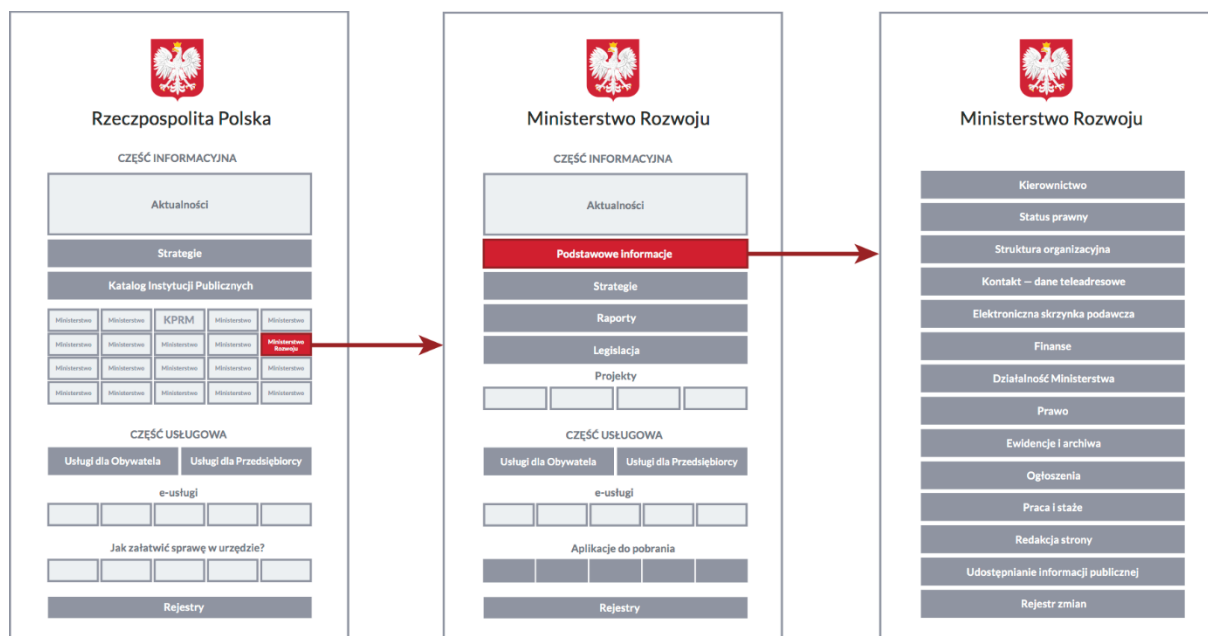 Rzeczpospolita Polska
CZĘŚĆ INFORMACYJNA
Aktualności
Strategie
Katalog Instytucji Publicznych
Ministerstwo Ministerstwo KPRM Ministerstwo Ministerstwo
Ministerstwo Ministerstwo Ministerstwo Ministerstwo Ministerstwo
Rozwoju
Ministerstwo Ministerstwo Ministerstwo Ministerstwo Ministerstwo
Ministerstwo Ministerstwo Ministerstwo Ministerstwo Ministerstwo
CZĘŚĆ USŁUGOWA
Usługi dla Obywatela Usługi dla Przedsiębiorcy
e-usługi
Jak załatwić sprawę w urzędzie?
Rejestry
Ministerstwo Rozwoju
CZĘŚĆ INFORMACYJNA
Aktualności
Podstawowe informacje
Strategie
Raporty
Legislacja
Projekty
CZĘŚĆ USŁUGOWA
Usługi dla Obywatela Usługi dla Przedsiębiorcy
e-usługi
Aplikacje do pobrania
Rejestry
Ministerstwo Rozwoju
Kierownictwo
Status prawny
Struktura organizacyjna
Kontakt — dane teleadresowe
Elektroniczna skrzynka podawcza
Finanse
Działalność Ministerstwa
Prawo
Ewidencje i archiwa
Ogłoszenia
Praca i staże
Redakcja strony
Udostępnianie informacji publicznej
Rejestr zmian